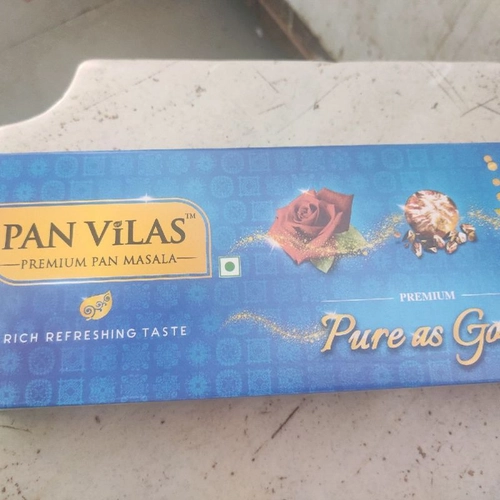 PAN ViLAS™
PREMIUM PAN MASALA
RICH REFRESHING TASTE
PREMIUM
Pure as Go